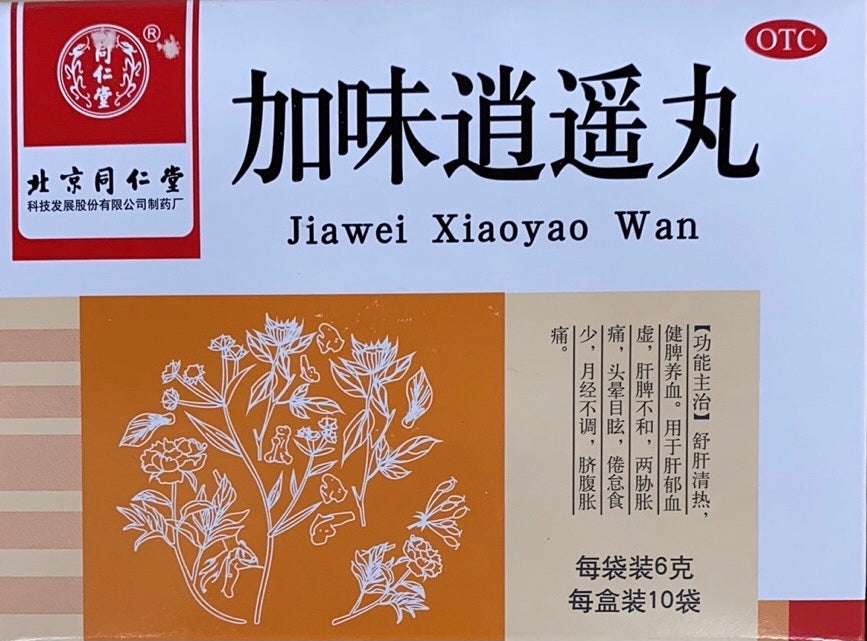 同仁堂
®
北京同仁堂
科技发展股份有限公司制药厂
OTC
加味逍遥丸
Jiawei Xiaoyao Wan
【功能主治】舒肝清热，
健脾养血。用于肝郁血
虚，肝脾不和，两胁胀
痛，头晕目眩，倦怠食
少，月经不调，脐腹胀
痛。
每袋装6克
每盒装10袋